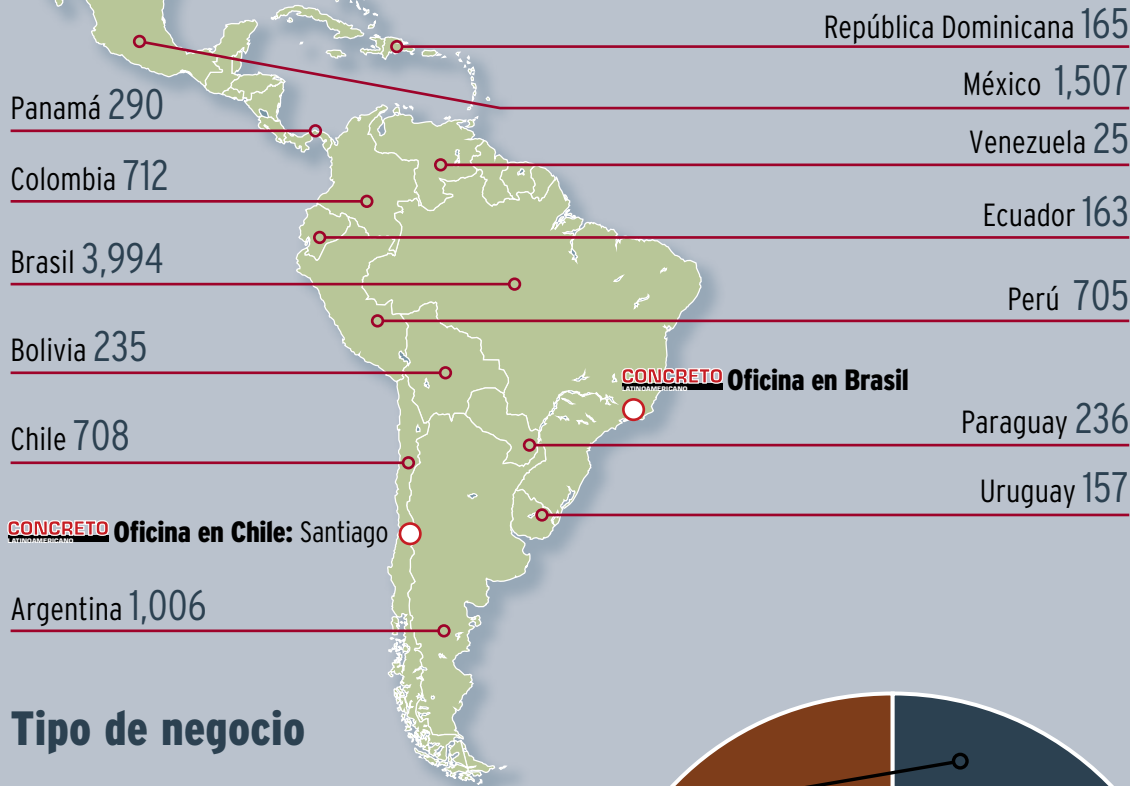 República Dominicana 165
México 1,507
Panamá 290
Venezuela 25
Colombia 712
Ecuador 163
Brasil 3,994
Perú 705
Bolivia 235
CONCRETO
LATINOAMERICANO
Oficina en Brasil
Paraguay 236
Chile 708
Uruguay 157
CONCRETO
LATINOAMERICANO
Oficina en Chile: Santiago
Argentina 1,006
Tipo de negocio